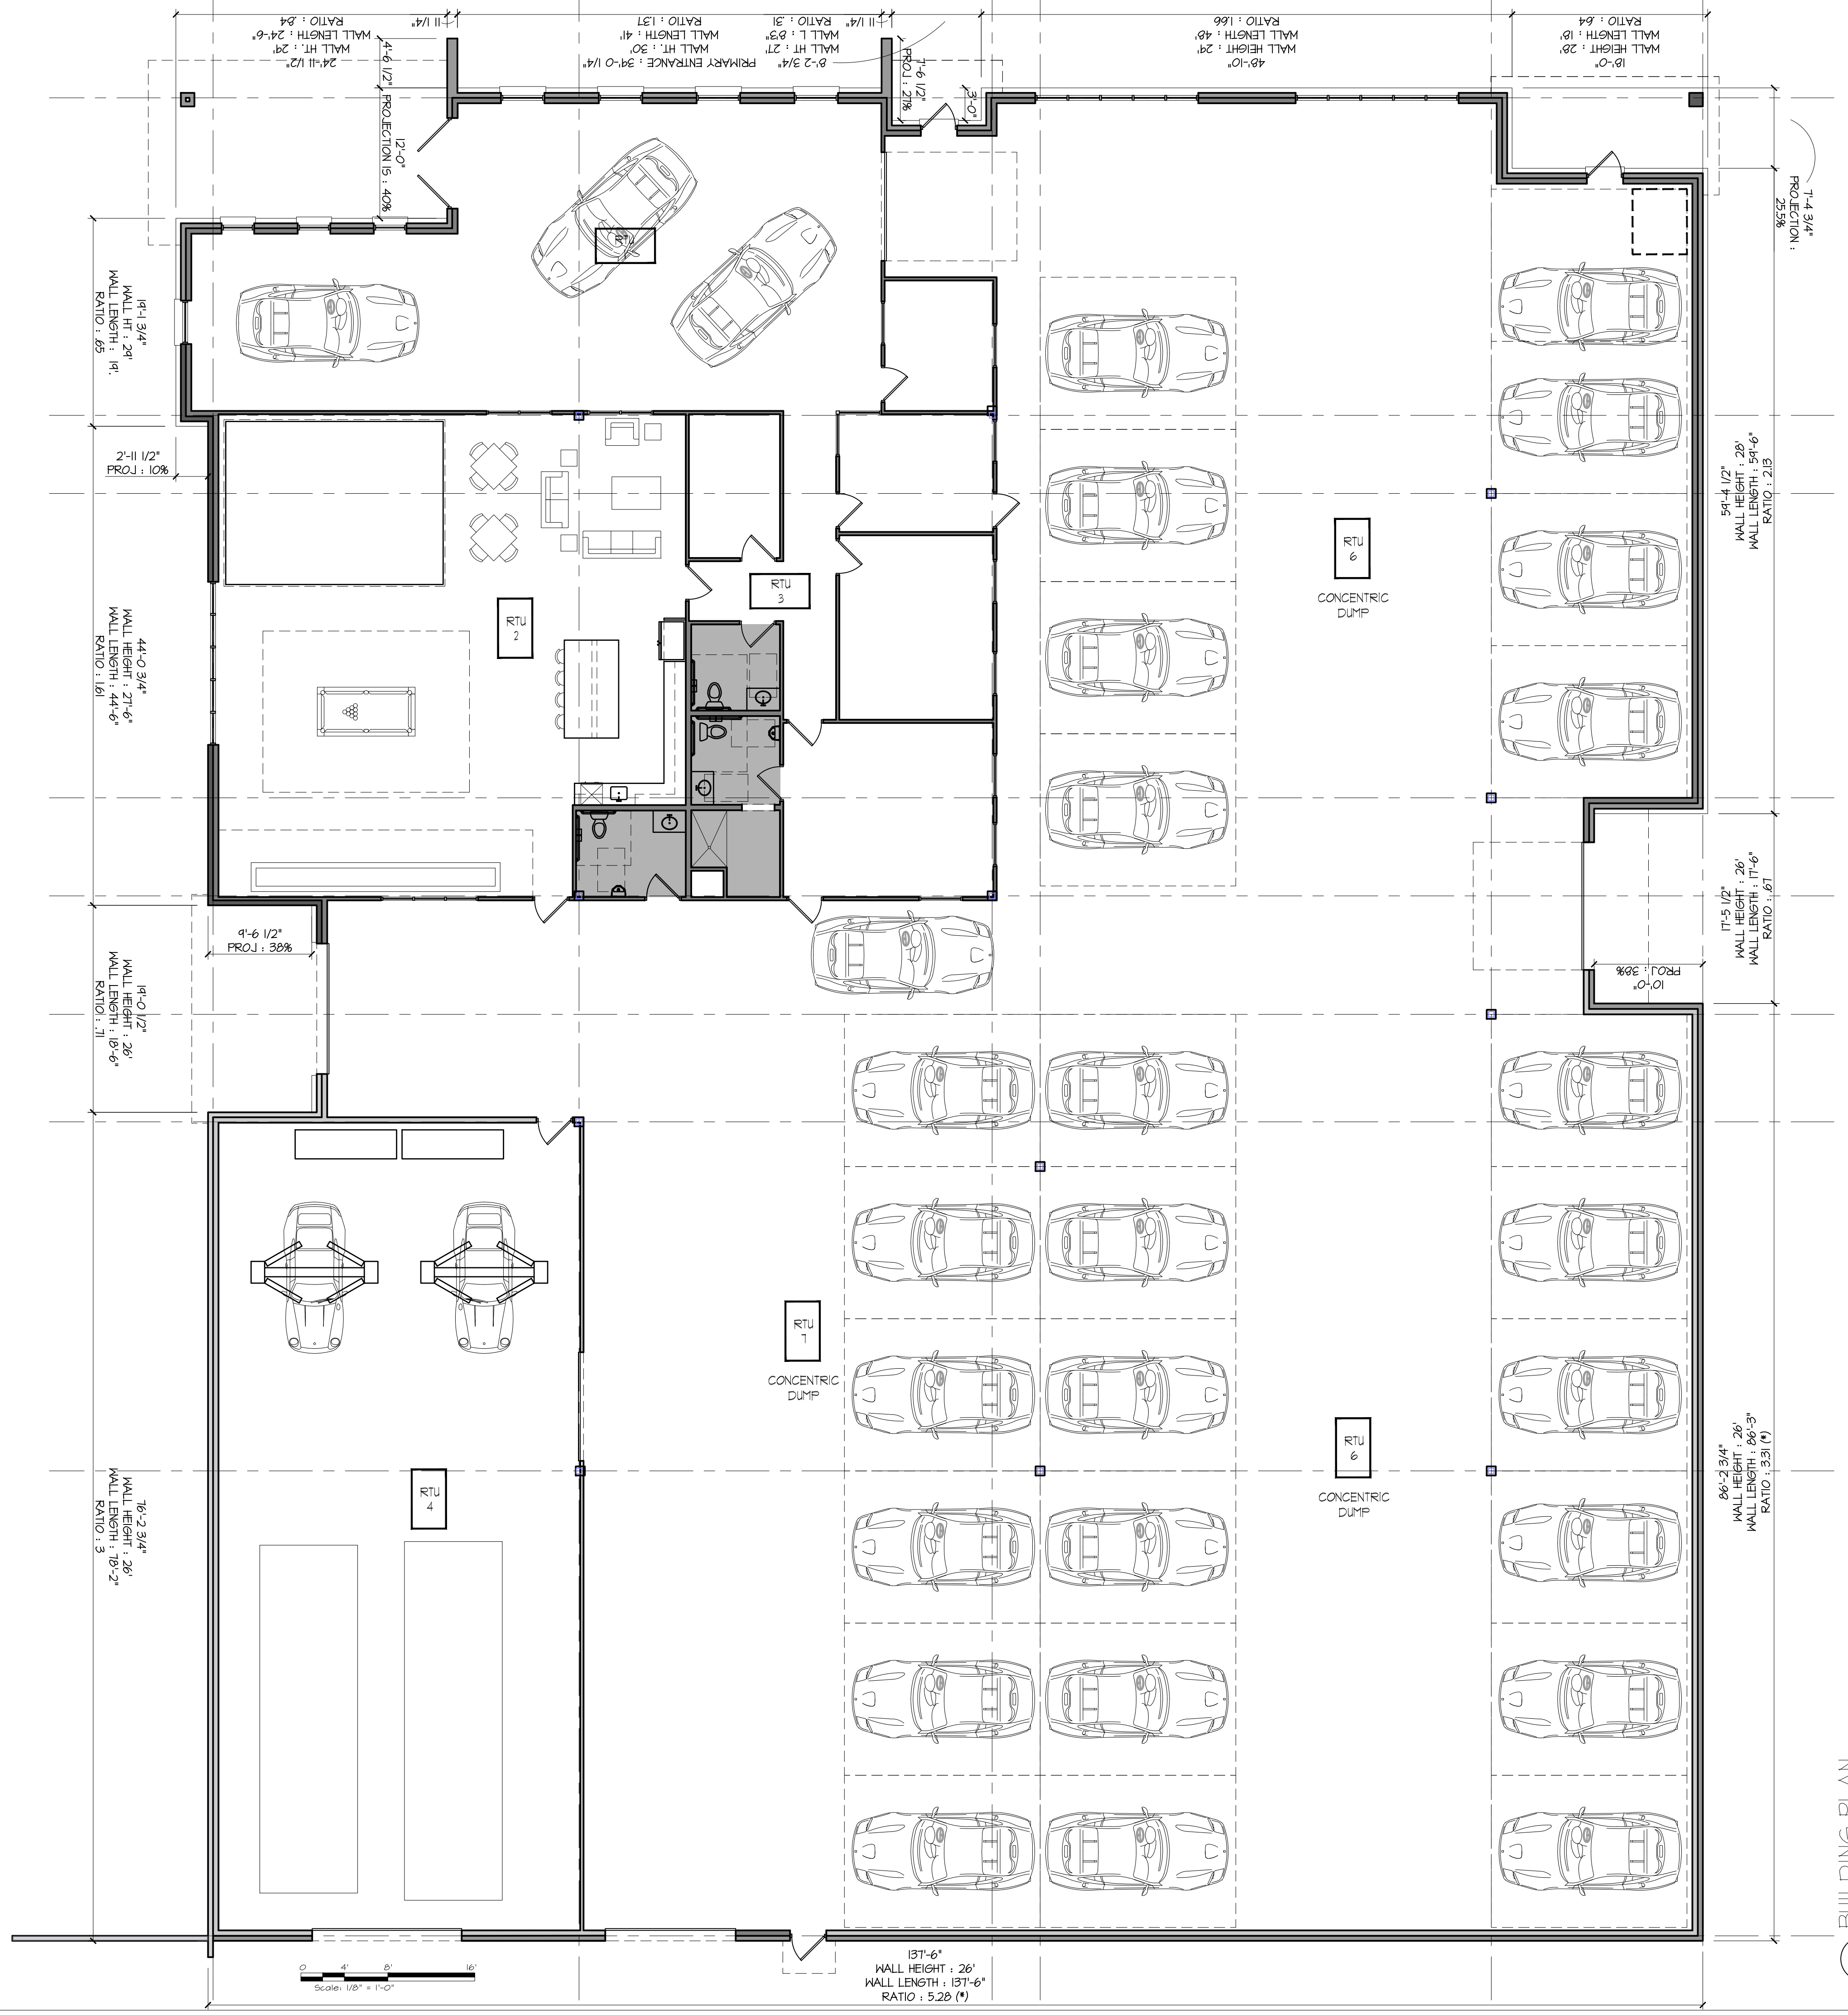 24'-11 1/2"
WALL HT. : 29'
WALL LENGTH : 24'-6"
RATIO : .84
11 1/4"
PRIMARY ENTRANCE : 39'-0 1/4"
WALL HT. : 30'
WALL LENGTH : 41'
RATIO : 1.37
8'-2 3/4"
WALL HT : 27'
WALL L 8'3"
RATIO : .31
11 1/4"
48'-10"
WALL HEIGHT : 29'
WALL LENGTH : 48'
RATIO : 1.66
18'-0"
WALL HEIGHT : 28'
WALL LENGTH : 18'
RATIO : .64
4'-6 1/2"
12'-0"
PROJECTION IS : 40%
7'-6 1/2"
PROJ : 27%
3'-0"
7'-4 3/4"
PROJECTION :
25.5%
RTU
19'-1 3/4"
WALL HT : 29'
WALL LENGTH : 19'.
RATIO : .65
2'-11 1/2"
PROJ : 10%
44'-0 3/4"
WALL HEIGHT : 27'-6"
WALL LENGTH : 44'-6"
RATIO : 1.61
RTU
2
RTU
3
RTU
6
CONCENTRIC
DUMP
59'-4 1/2"
WALL HEIGHT : 28'
WALL LENGTH : 59'-6"
RATIO : 2.13
17'-5 1/2"
WALL HEIGHT : 26'
WALL LENGTH : 17'-6"
RATIO : .67
10'-0"
PROJ : 38%
9'-6 1/2"
PROJ : 38%
19'-0 1/2"
WALL HEIGHT : 26'
WALL LENGTH : 18'-6"
RATIO : .71
RTU
7
CONCENTRIC
DUMP
RTU
6
CONCENTRIC
DUMP
RTU
4
76'-2 3/4"
WALL HEIGHT : 26'
WALL LENGTH : 78'-2"
RATIO : 3
86'-2 3/4"
WALL HEIGHT : 26'
WALL LENGTH : 86'-3"
RATIO : 3.31 (*)
137'-6"
WALL HEIGHT : 26'
WALL LENGTH : 137'-6"
RATIO : 5.28 (*)
0 4' 8' 16'
Scale: 1/8" = 1'-0"
BUILDING PLAN